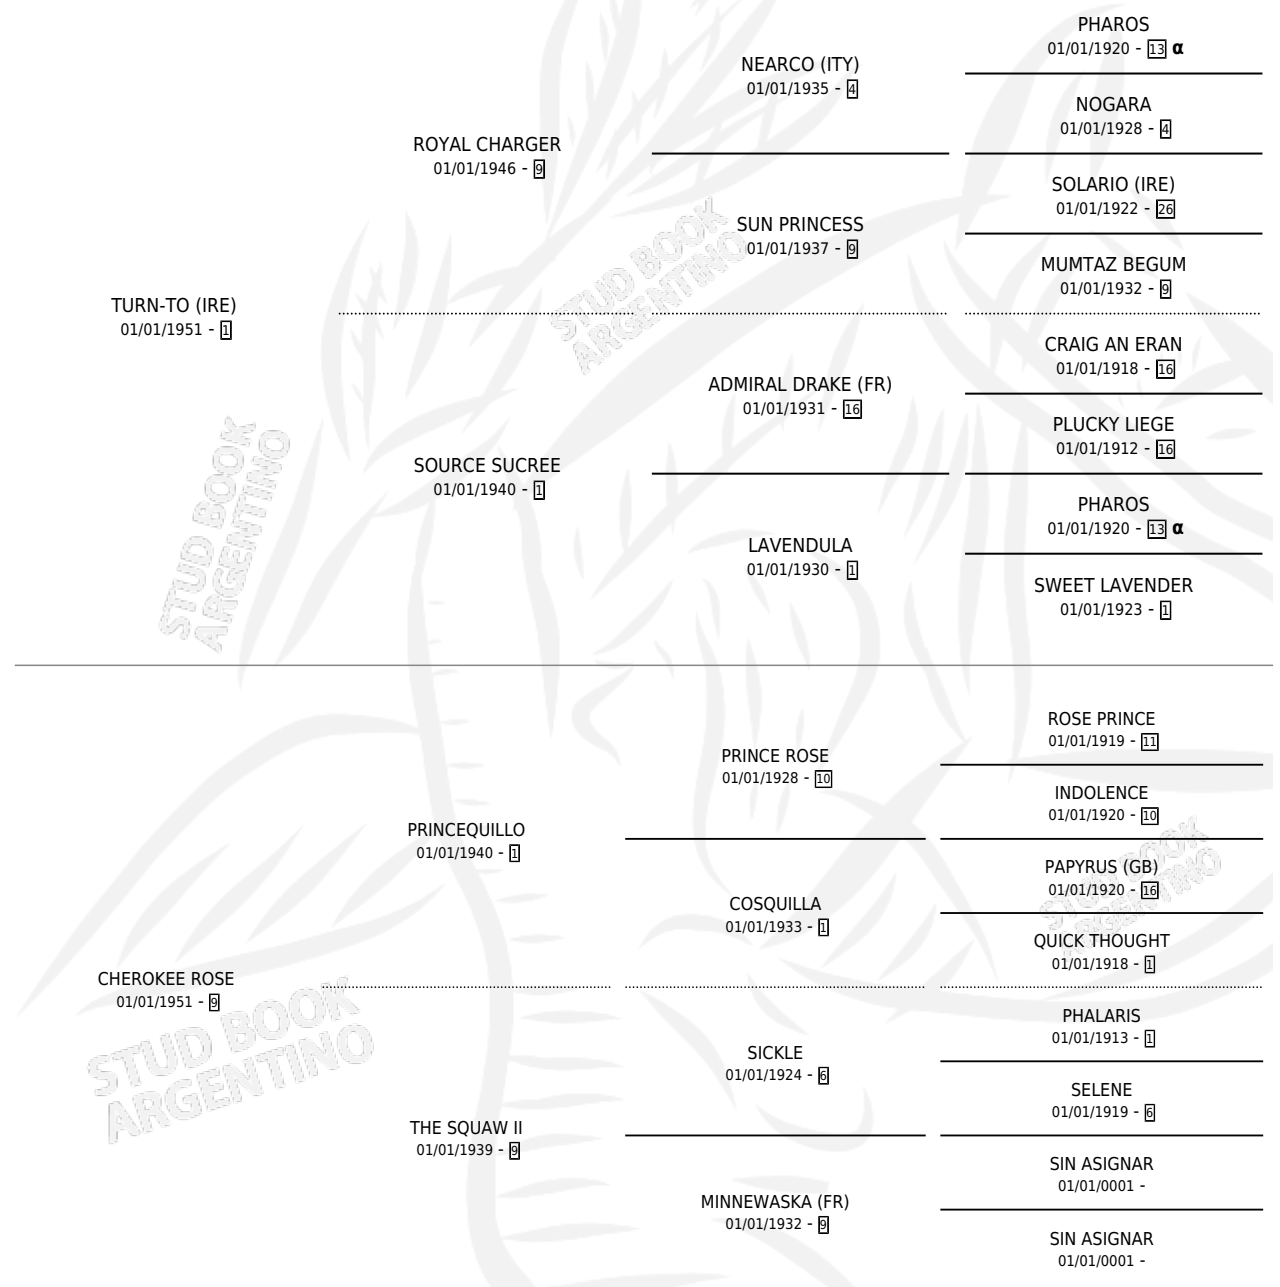 PHAROS
01/01/1920 - 13 α
NEARCO (ITY)
01/01/1935 - 4
NOGARA
01/01/1928 - 4
ROYAL CHARGER
01/01/1946 - 9
SOLARIO (IRE)
01/01/1922 - 26
SUN PRINCESS
01/01/1937 - 9
MUMTAZ BEGUM
01/01/1932 - 9
TURN-TO (IRE)
01/01/1951 - 1
CRAIG AN ERAN
01/01/1918 - 16
ADMIRAL DRAKE (FR)
01/01/1931 - 16
PLUCKY LIEGE
01/01/1912 - 16
SOURCE SUCREE
01/01/1940 - 1
PHAROS
01/01/1920 - 13 α
LAVENDULA
01/01/1930 - 1
SWEET LAVENDER
01/01/1923 - 1
ROSE PRINCE
01/01/1919 - 11
PRINCE ROSE
01/01/1928 - 10
INDOLENCE
01/01/1920 - 10
PRINCEQUILLO
01/01/1940 - 1
PAPYRUS (GB)
01/01/1920 - 16
COSQUILLA
01/01/1933 - 1
QUICK THOUGHT
01/01/1918 - 1
CHEROKEE ROSE
01/01/1951 - 9
PHALARIS
01/01/1913 - 1
SICKLE
01/01/1924 - 6
SELENE
01/01/1919 - 6
THE SQUAW II
01/01/1939 - 9
SIN ASIGNAR
01/01/0001 -
MINNEWASKA (FR)
01/01/1932 - 9
SIN ASIGNAR
01/01/0001 -
STUD BOOK
ARGENTINO
STUD BOOK
ARGENTINO
STUD BOOK
ARGENTINO
STUD BOOK
ARGENTINO